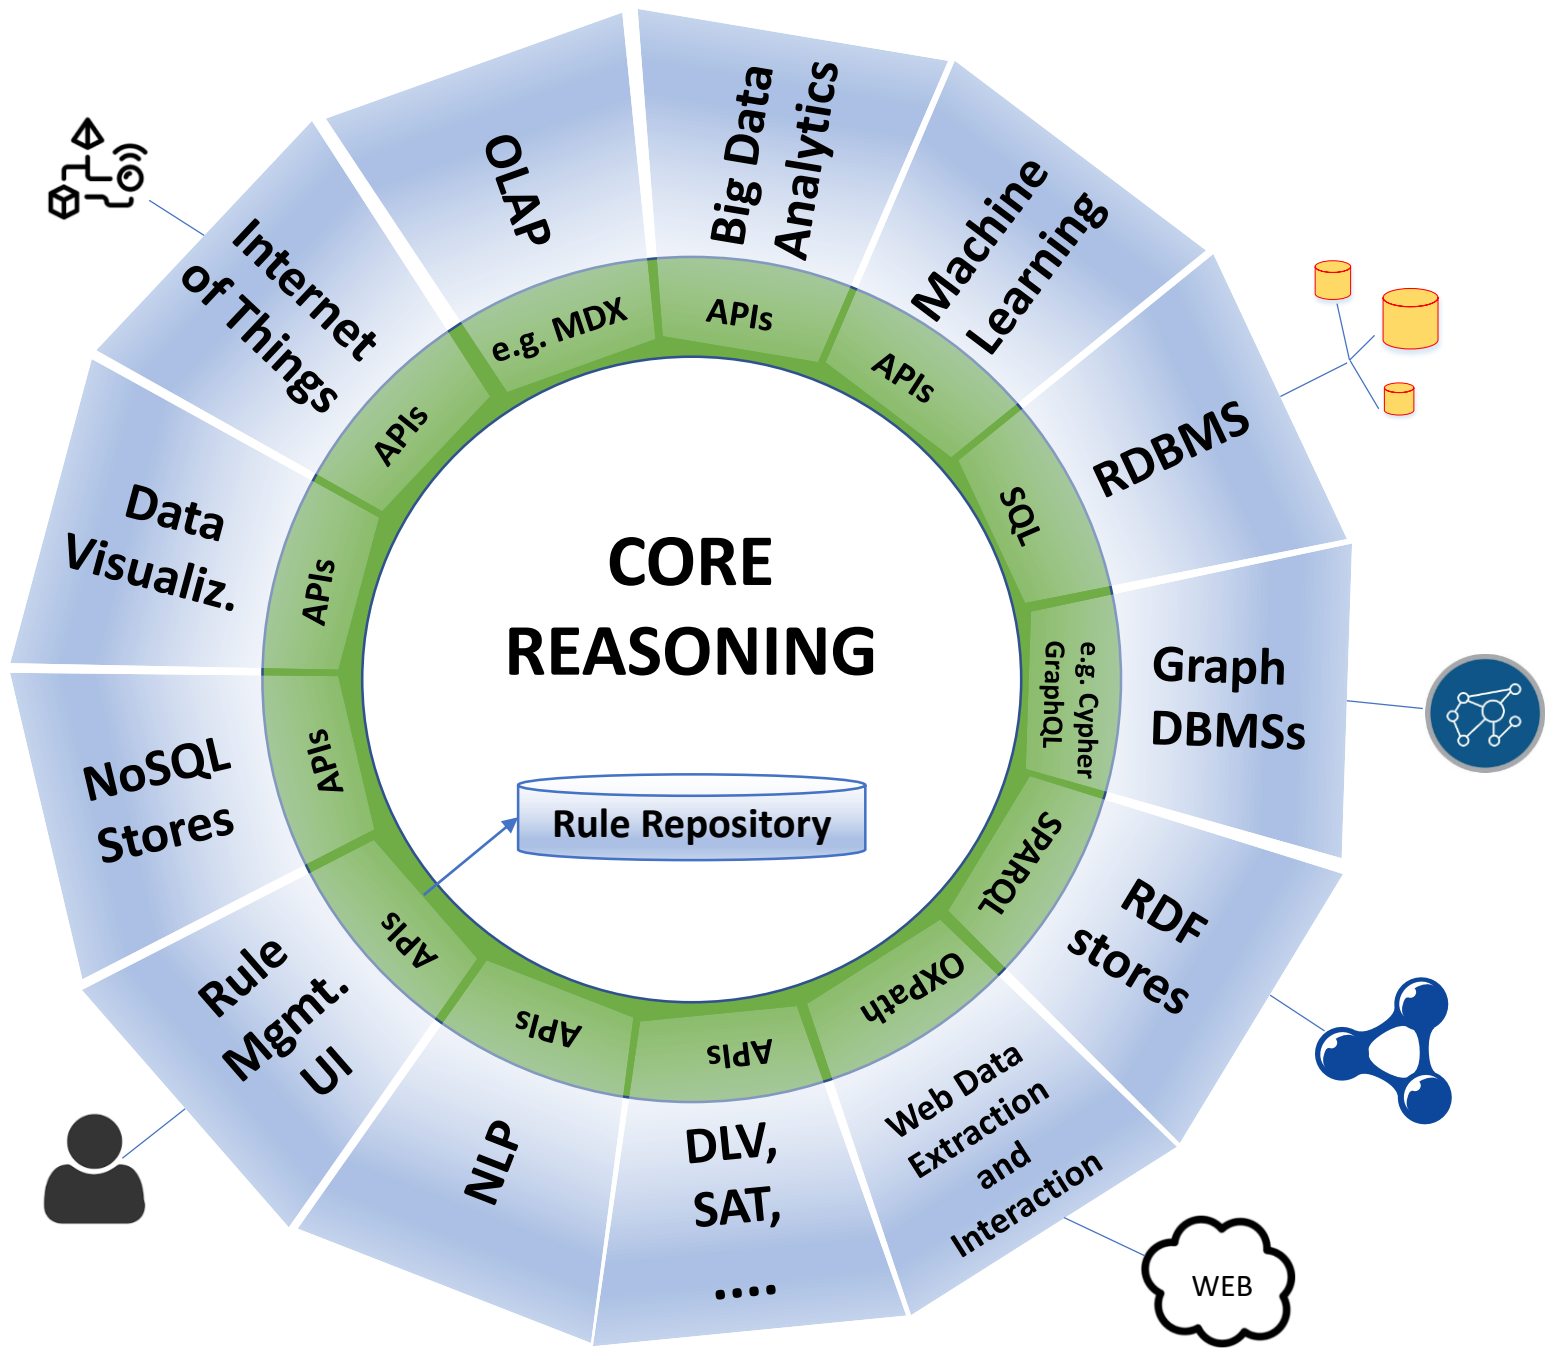 OLAP
Big Data
Analytics
Machine
Learning
RDBMS
Graph
DBMSs
RDF
stores
Web Data
Extraction
and
Interaction
WEB
DLV,
SAT,
....
NLP
Rule
Mgmt.
UI
NoSQL
Stores
Data
Visualiz.
Internet
of Things
e.g. MDX
APIs
APIs
SQL
e.g. Cypher
GraphQL
SPARQL
OXPath
APIs
APIs
APIs
APIs
APIs
APIs
CORE
REASONING
Rule Repository